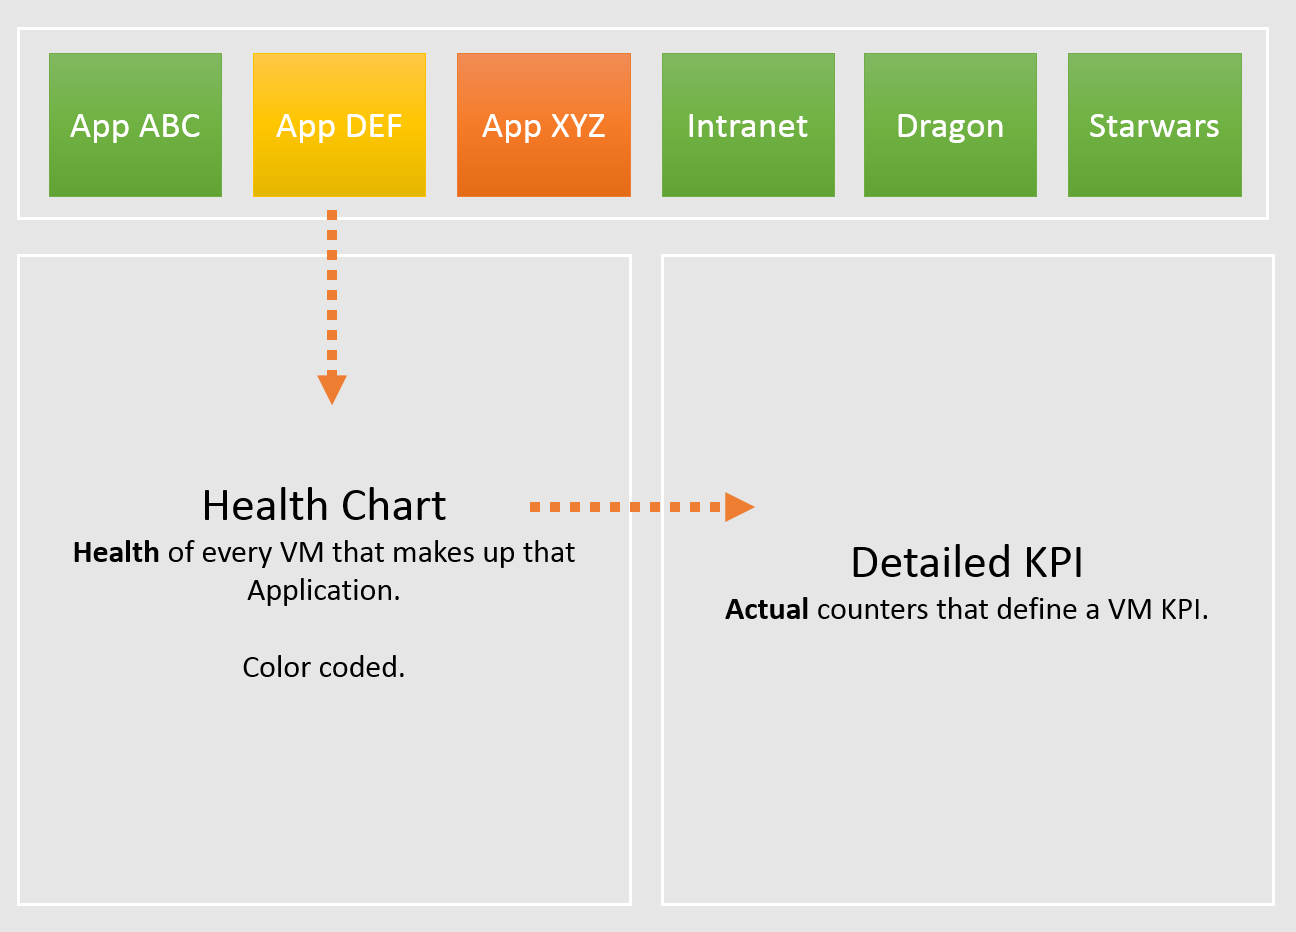 App ABC
App DEF
App XYZ
Intranet
Dragon
Starwars
Health Chart
Health of every VM that makes up that
Application.
Color coded.
Detailed KPI
Actual counters that define a VM KPI.